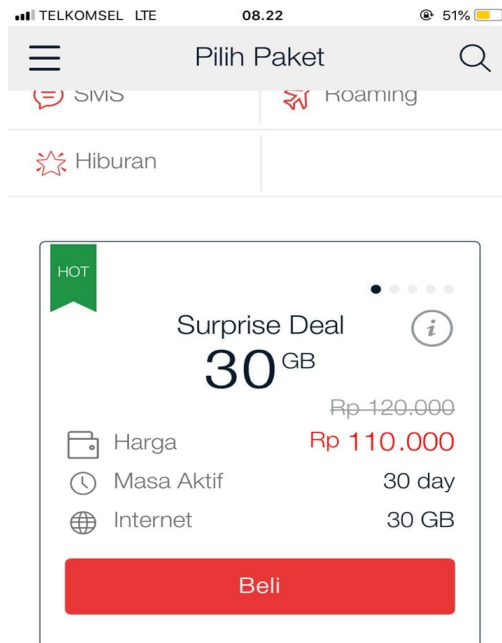 TELKOMSEL LTE 08.22 51%
Pilih Paket
SMS Roaming
Hiburan
HOT
Surprise Deal
30 GB
Rp 120.000
Harga Rp 110.000
Masa Aktif 30 day
Internet 30 GB
Beli